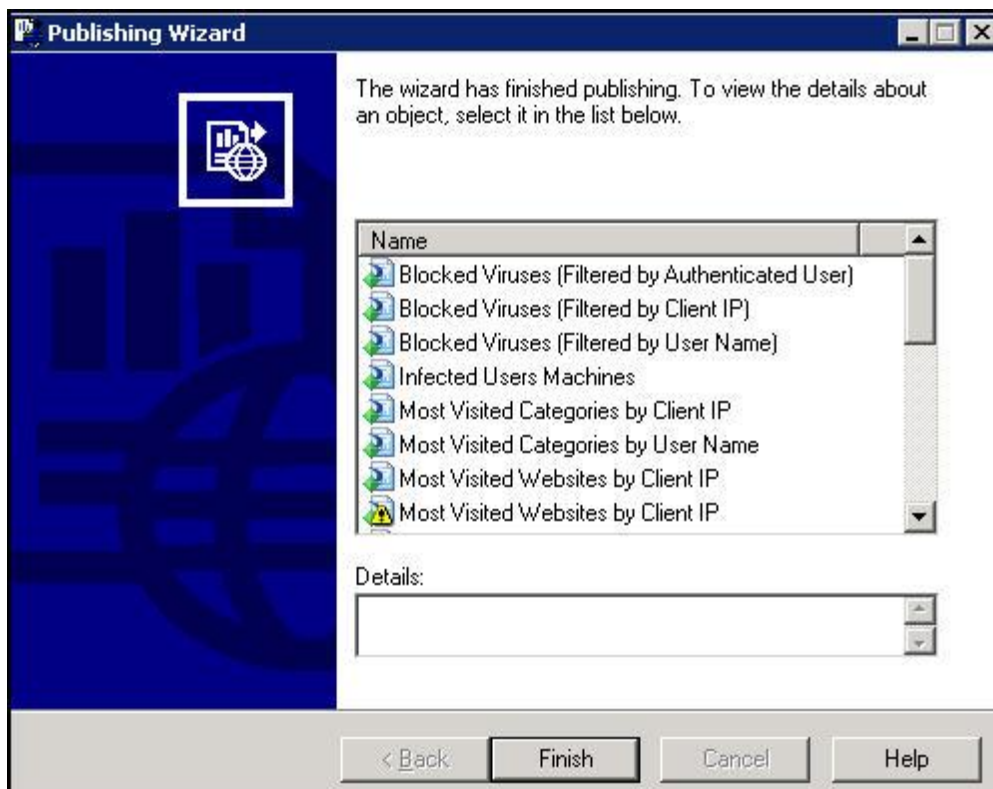 Publishing Wizard
The wizard has finished publishing. To view the details about
an object, select it in the list below.
Name
Blocked Viruses (Filtered by Authenticated User)
Blocked Viruses (Filtered by Client IP)
Blocked Viruses (Filtered by User Name)
Infected Users Machines
Most Visited Categories by Client IP
Most Visited Categories by User Name
Most Visited Websites by Client IP
Most Visited Websites by Client IP
Details:
< Back
Finish
Cancel
Help